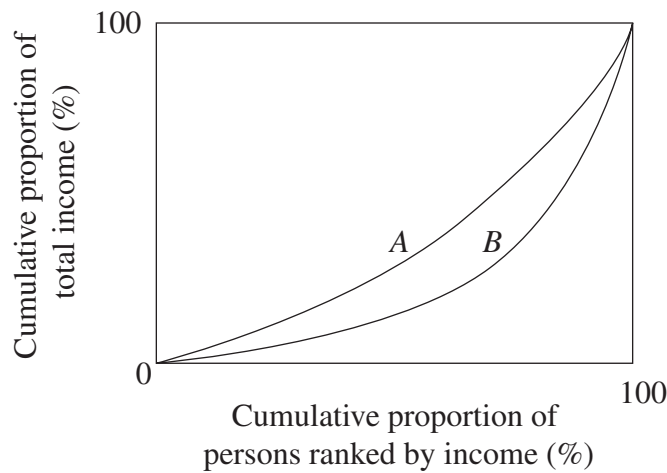 100
Cumulative proportion of
total income (%)
A
B
0
100
Cumulative proportion of
persons ranked by income (%)